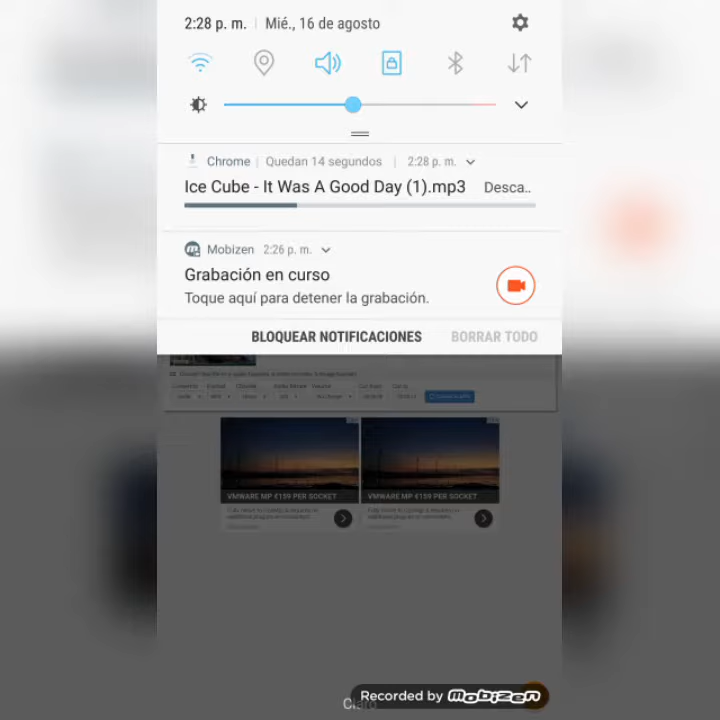 2:28 p. m. | Mié., 16 de agosto
Chrome | Quedan 14 segundos | 2:28 p. m.
Ice Cube - It Was A Good Day (1).mp3 Desca..
Mobizen 2:26 p. m.
Grabación en curso
Toque aquí para detener la grabación.
BLOQUEAR NOTIFICACIONES BORRAR TODO
VMWARE MP €159 PER SOCKET VMWARE MP €159 PER SOCKET
Recorded by Mobizen